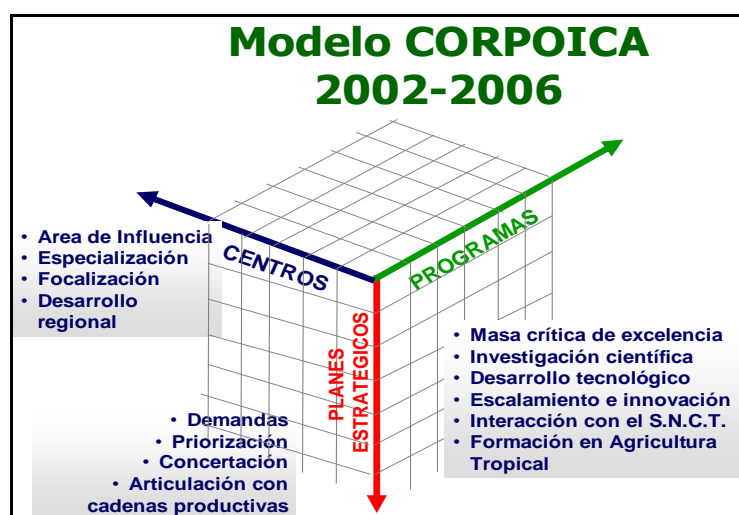 Modelo CORPOICA
2002-2006
• Area de Influencia
• Especialización
• Focalización
• Desarrollo
regional
CENTROS
PROGRAMAS
PLANES
ESTRATEGICOS
• Masa crítica de excelencia
• Investigación científica
• Desarrollo tecnológico
• Escalamiento e innovación
• Interacción con el S.N.C.T.
• Formación en Agricultura
Tropical
• Demandas
• Priorización
• Concertación
• Articulación con
cadenas productivas